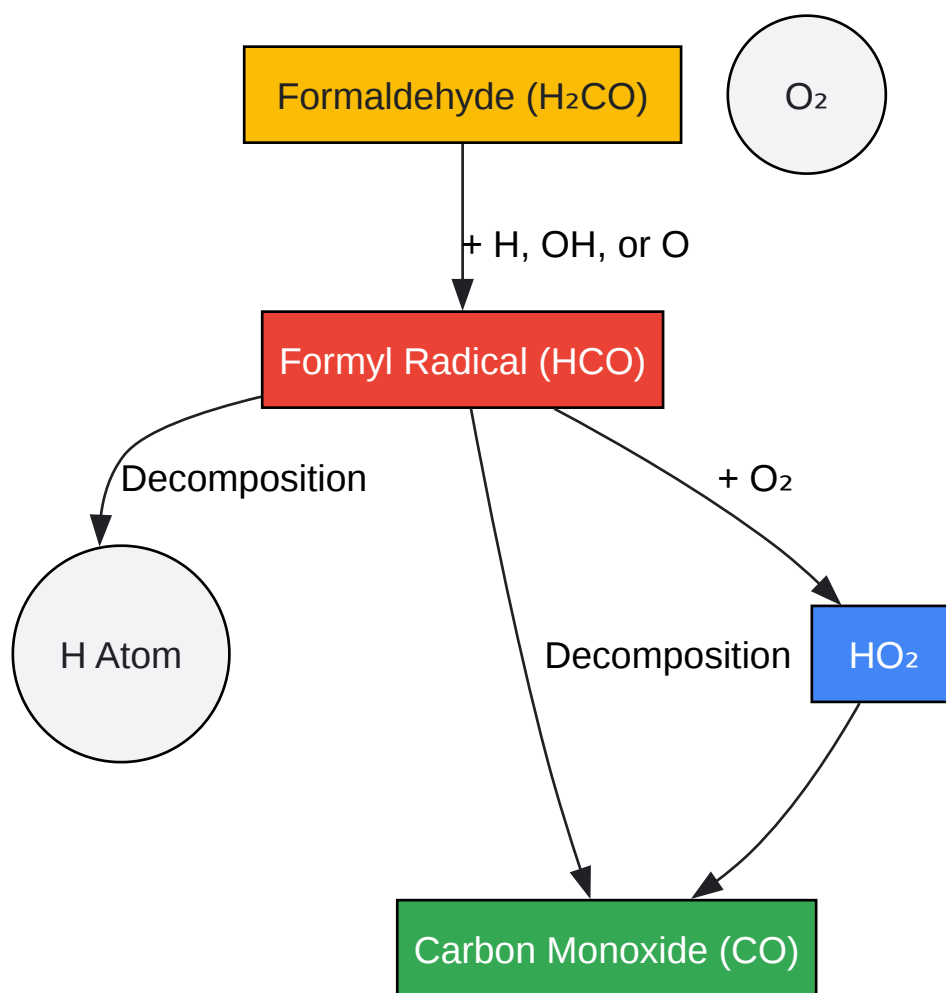 Formaldehyde (H₂CO)
O₂
+ H, OH, or O
Formyl Radical (HCO)
Decomposition
+ O₂
H Atom
Decomposition
HO₂
Carbon Monoxide (CO)